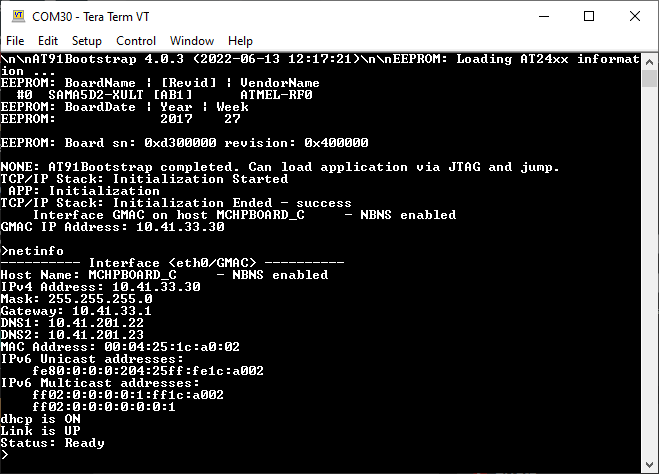 VT COM30 - Tera Term VT
File Edit Setup Control Window Help
\n\nAT91Bootstrap 4.0.3 (2022-06-13 12:17:21)\n\nEEPROM: Loading AT24xx informat
ion ...
EEPROM: BoardName | [Revid] | VendorName
  #0  SAMA5D2-XULT [AB1]      ATMEL-RF0
EEPROM: BoardDate | Year | Week
EEPROM:             2017    27

EEPROM: Board sn: 0xd300000 revision: 0x400000

NONE: AT91Bootstrap completed. Can load application via JTAG and jump.
TCP/IP Stack: Initialization Started
 APP: Initialization
TCP/IP Stack: Initialization Ended - success
    Interface GMAC on host MCHPBOARD_C     - NBNS enabled
GMAC IP Address: 10.41.33.30

>netinfo
---------- Interface <eth0/GMAC> ----------
Host Name: MCHPBOARD_C     - NBNS enabled
IPv4 Address: 10.41.33.30
Mask: 255.255.255.0
Gateway: 10.41.33.1
DNS1: 10.41.201.22
DNS2: 10.41.201.23
MAC Address: 00:04:25:1c:a0:02
IPv6 Unicast addresses:
    fe80:0:0:0:204:25ff:fe1c:a002
IPv6 Multicast addresses:
    ff02:0:0:0:0:1:ff1c:a002
    ff02:0:0:0:0:0:0:1
dhcp is ON
Link is UP
Status: Ready
>